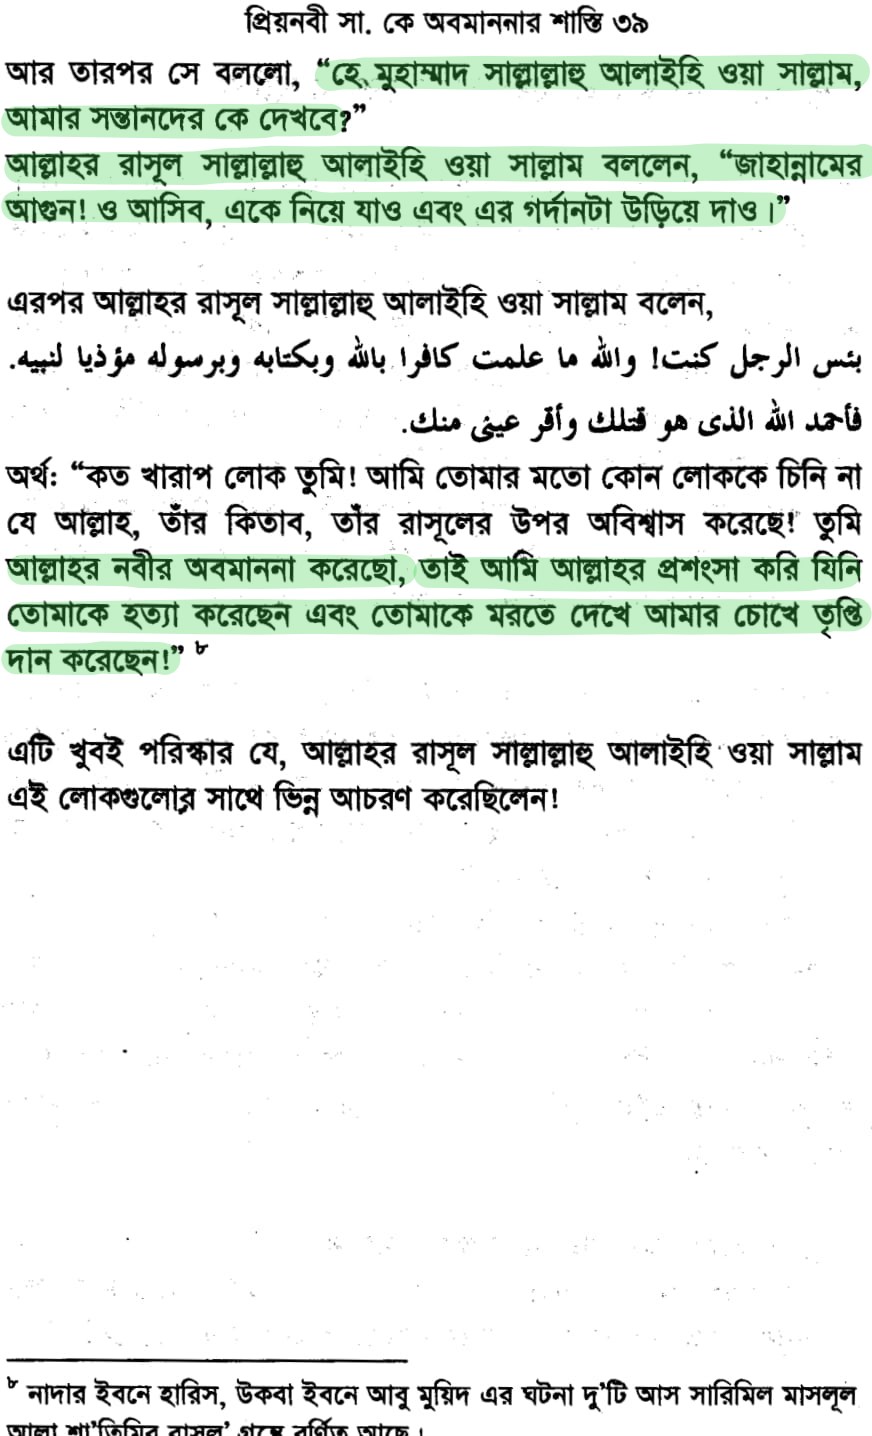 প্রিয়নবী সা. কে অবমাননার শাস্তি ৩৯
আর তারপর সে বললো, “হে মুহাম্মাদ সাল্লাল্লাহু আলাইহি ওয়া সাল্লাম,
আমার সন্তানদের কে দেখবে?”
আল্লাহর রাসূল সাল্লাল্লাহু আলাইহি ওয়া সাল্লাম বললেন, “জাহান্নামের
আগুন! ও আসিব, একে নিয়ে যাও এবং এর গর্দানটা উড়িয়ে দাও।”
এরপর আল্লাহর রাসূল সাল্লাল্লাহু আলাইহি ওয়া সাল্লাম বলেন,
بئس الرجل كنت! والله ما علمت كافرا بالله وبكتابه وبرسوله مؤذيا لنبيه.
فأحمد الله الذى هو قتلك وأقر عينى منك.
অর্থ: “কত খারাপ লোক তুমি! আমি তোমার মতো কোন লোককে চিনি না
যে আল্লাহ, তাঁর কিতাব, তাঁর রাসূলের উপর অবিশ্বাস করেছে! তুমি
আল্লাহর নবীর অবমাননা করেছো, তাই আমি আল্লাহর প্রশংসা করি যিনি
তোমাকে হত্যা করেছেন এবং তোমাকে মরতে দেখে আমার চোখে তৃপ্তি
দান করেছেন!” ৮
এটি খুবই পরিস্কার যে, আল্লাহর রাসূল সাল্লাল্লাহু আলাইহি ওয়া সাল্লাম
এই লোকগুলোর সাথে ভিন্ন আচরণ করেছিলেন!
৮ নাদার ইবনে হারিস, উকবা ইবনে আবু মুয়িদ এর ঘটনা দু’টি আস সারিমিল মাসলূল
আলা শা’তিমির রাসূল’ গ্রন্থে বর্ণিত আছে।